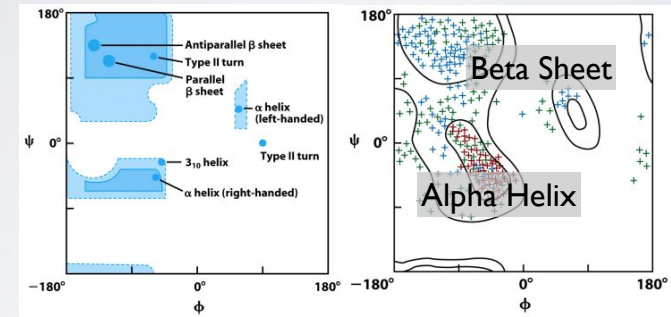 180°
Antiparallel β sheet
Type II turn
Parallel
β sheet
α helix
(left-handed)
ψ
0°
Type II turn
3₁₀ helix
α helix (right-handed)
−180°
0°
180°
ϕ
180°
Beta Sheet
ψ
0°
Alpha Helix
−180°
0°
180°
ϕ